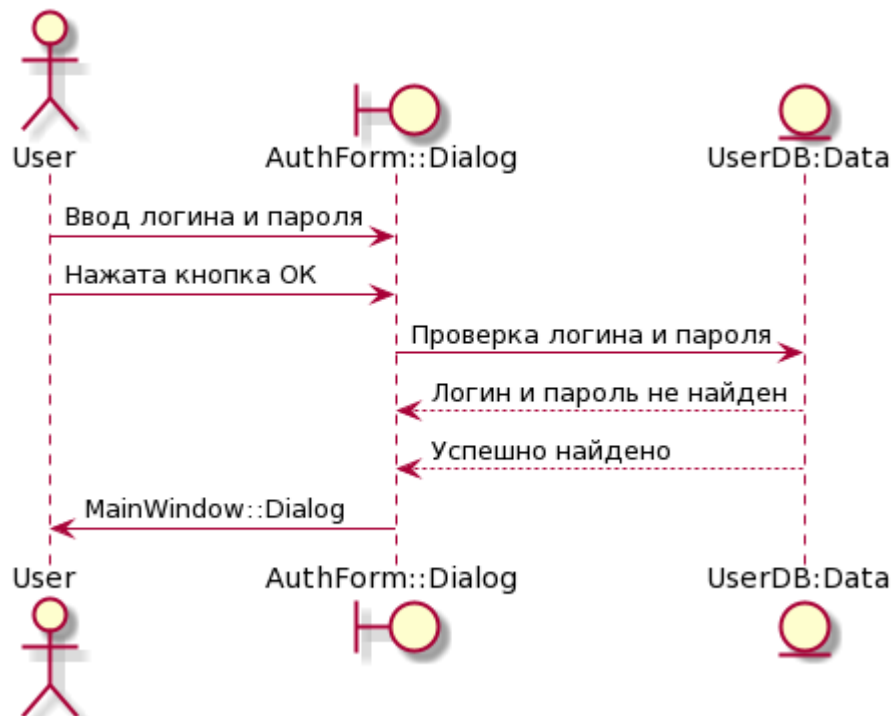 User
AuthForm::Dialog
UserDB:Data
Ввод логина и пароля
Нажата кнопка ОК
Проверка логина и пароля
Логин и пароль не найден
Успешно найдено
MainWindow::Dialog
User
AuthForm::Dialog
UserDB:Data